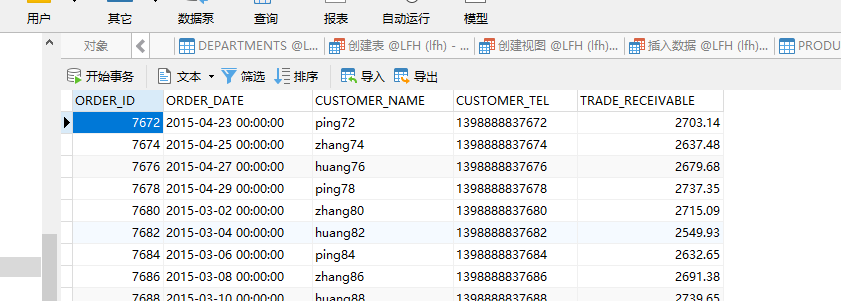 用户 其它 数据泵 查询 报表 自动运行 模型
对象 DEPARTMENTS @L... 创建表 @LFH (lfh) - ... 创建视图 @LFH (lfh)... 插入数据 @LFH (lfh)... PRODU
开始事务 文本 筛选 排序 导入 导出
ORDER_ID ORDER_DATE CUSTOMER_NAME CUSTOMER_TEL TRADE_RECEIVABLE
7672 2015-04-23 00:00:00 ping72 1398888837672 2703.14
7674 2015-04-25 00:00:00 zhang74 1398888837674 2637.48
7676 2015-04-27 00:00:00 huang76 1398888837676 2679.68
7678 2015-04-29 00:00:00 ping78 1398888837678 2737.35
7680 2015-03-02 00:00:00 zhang80 1398888837680 2715.09
7682 2015-03-04 00:00:00 huang82 1398888837682 2549.93
7684 2015-03-06 00:00:00 ping84 1398888837684 2632.65
7686 2015-03-08 00:00:00 zhang86 1398888837686 2691.38
7688 2015-03-10 00:00:00 huang88 1398888837688 2739.65